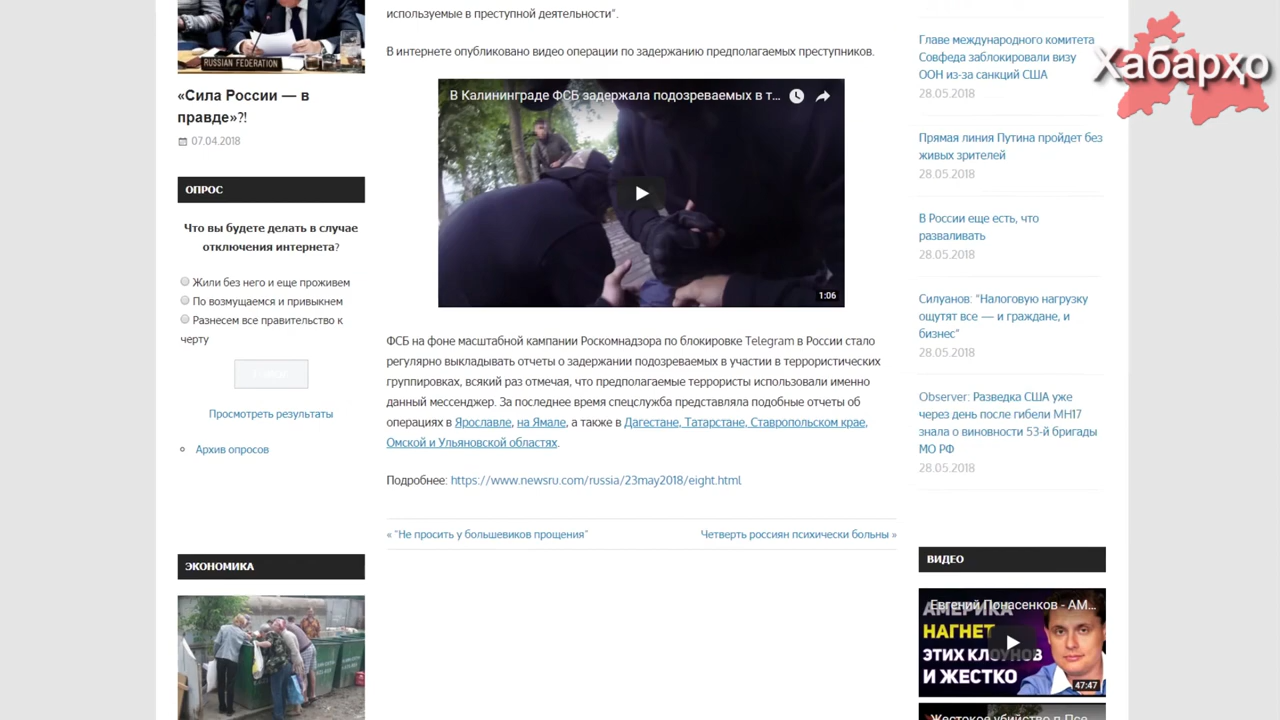 RUSSIAN FEDERATION
«Сила России — в
правде»?!
07.04.2018
ОПРОС
Что вы будете делать в случае
отключения интернета?
Жили без него и еще проживем
По возмущаемся и привыкнем
Разнесем все правительство к
черту
Просмотреть результаты
Архив опросов
ЭКОНОМИКА
используемые в преступной деятельности".
В интернете опубликовано видео операции по задержанию предполагаемых преступников.
В Калининграде ФСБ задержала подозреваемых в т...
1:06
ФСБ на фоне масштабной кампании Роскомнадзора по блокировке Telegram в России стало
регулярно выкладывать отчеты о задержании подозреваемых в участии в террористических
группировках, всякий раз отмечая, что предполагаемые террористы использовали именно
данный мессенджер. За последнее время спецслужба представляла подобные отчеты об
операциях в Ярославле, на Ямале, а также в Дагестане, Татарстане, Ставропольском крае,
Омской и Ульяновской областях.
Подробнее: https://www.newsru.com/russia/23may2018/eight.html
« "Не просить у большевиков прощения"
Четверть россиян психически больны »
Хабарҳо
Главе международного комитета
Совфеда заблокировали визу
ООН из-за санкций США
28.05.2018
Прямая линия Путина пройдет без
живых зрителей
28.05.2018
В России еще есть, что
разваливать
28.05.2018
Силуанов: "Налоговую нагрузку
ощутят все — и граждане, и
бизнес"
28.05.2018
Observer: Разведка США уже
через день после гибели MH17
знала о виновности 53-й бригады
МО РФ
28.05.2018
ВИДЕО
Евгений Понасенков - АМ...
АМЕРИКА
НАГНЕТ
ЭТИХ КЛОУНОВ
И ЖЕСТКО
47:47
Жестокое убийство п.Псе...